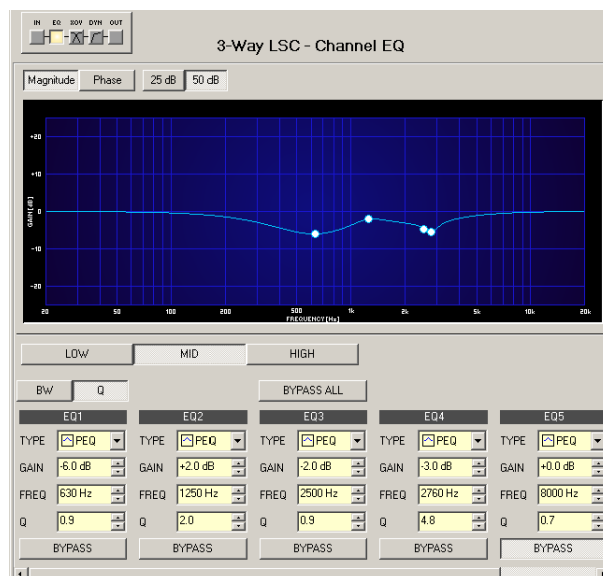 IN EQ XOV DYN OUT
3-Way LSC - Channel EQ
Magnitude Phase 25 dB 50 dB
+20
+10
0
-10
-20
GAIN [dB]
20 50 100 200 500 1k 2k 5k 10k 20k
FREQUENCY [Hz]
LOW MID HIGH
BW Q BYPASS ALL
EQ1 EQ2 EQ3 EQ4 EQ5
TYPE PEQ TYPE PEQ TYPE PEQ TYPE PEQ TYPE PEQ
GAIN -6.0 dB GAIN +2.0 dB GAIN -2.0 dB GAIN -3.0 dB GAIN +0.0 dB
FREQ 630 Hz FREQ 1250 Hz FREQ 2500 Hz FREQ 2760 Hz FREQ 8000 Hz
Q 0.9 Q 2.0 Q 0.9 Q 4.8 Q 0.7
BYPASS BYPASS BYPASS BYPASS BYPASS